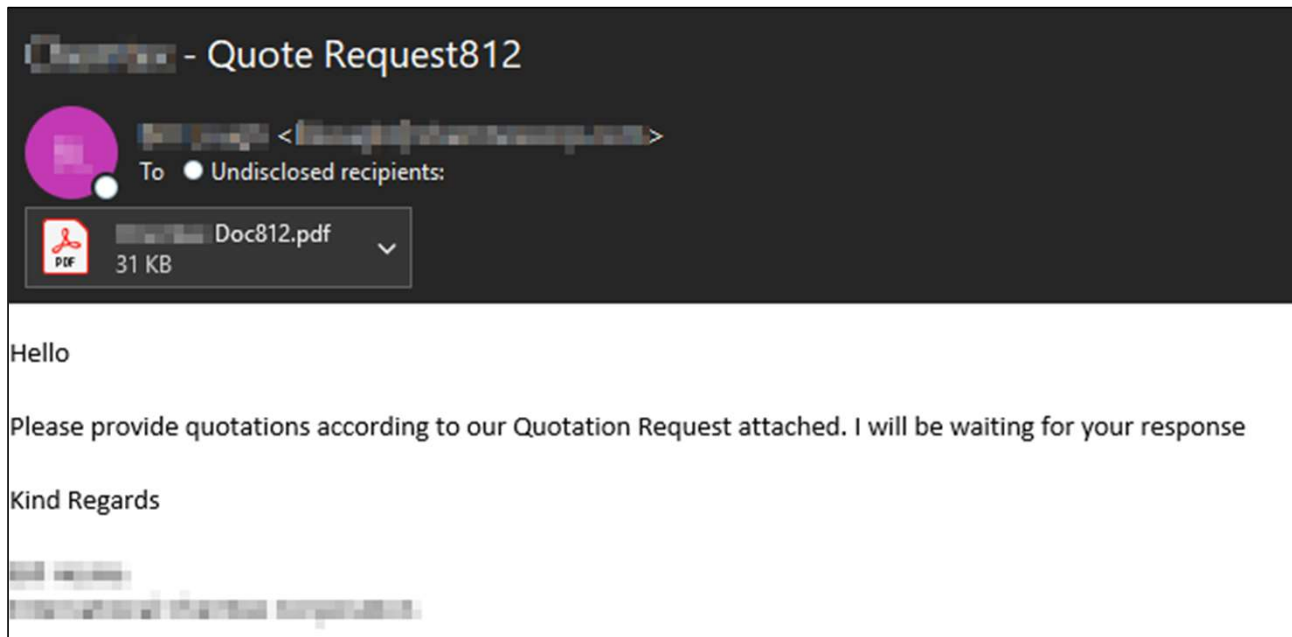 - Quote Request812
< >
To Undisclosed recipients:
Doc812.pdf
PDF
31 KB
Hello
Please provide quotations according to our Quotation Request attached. I will be waiting for your response
Kind Regards